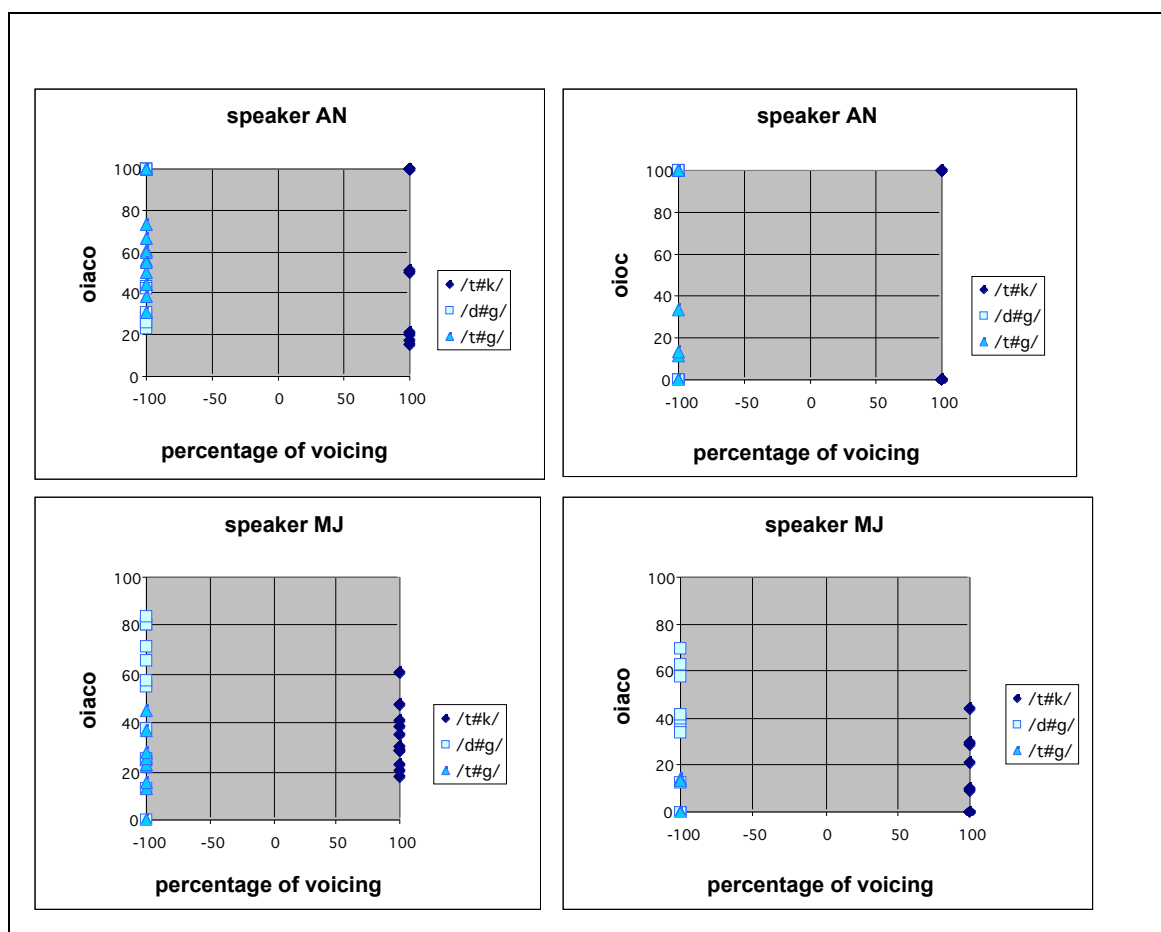 speaker AN
oiaco
100
80
60
40
20
0
-100 -50 0 50 100
percentage of voicing
/t#k/
/d#g/
/t#g/
speaker AN
oioc
100
80
60
40
20
0
-100 -50 0 50 100
percentage of voicing
/t#k/
/d#g/
/t#g/
speaker MJ
oiaco
100
80
60
40
20
0
-100 -50 0 50 100
percentage of voicing
/t#k/
/d#g/
/t#g/
speaker MJ
oiaco
100
80
60
40
20
0
-100 -50 0 50 100
percentage of voicing
/t#k/
/d#g/
/t#g/